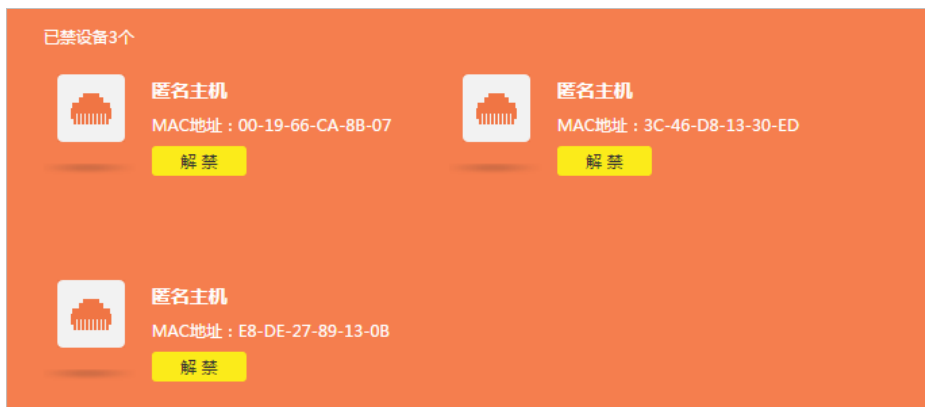 已禁设备3个
匿名主机
MAC地址：00-19-66-CA-8B-07
解 禁
匿名主机
MAC地址：3C-46-D8-13-30-ED
解 禁
匿名主机
MAC地址：E8-DE-27-89-13-0B
解 禁